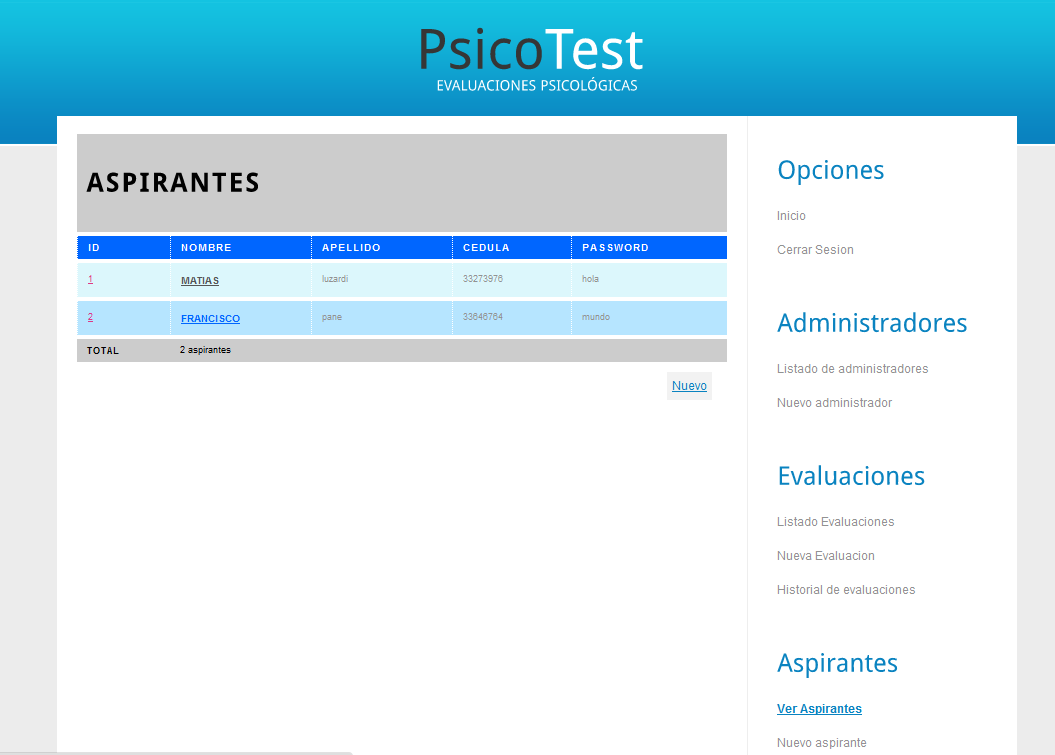 PsicoTest
EVALUACIONES PSICOLÓGICAS
ASPIRANTES
ID NOMBRE APELLIDO CEDULA PASSWORD
1 MATIAS luzardi 33273976 hola
2 FRANCISCO pane 33646764 mundo
TOTAL 2 aspirantes
Nuevo
Opciones
Inicio
Cerrar Sesion
Administradores
Listado de administradores
Nuevo administrador
Evaluaciones
Listado Evaluaciones
Nueva Evaluacion
Historial de evaluaciones
Aspirantes
Ver Aspirantes
Nuevo aspirante